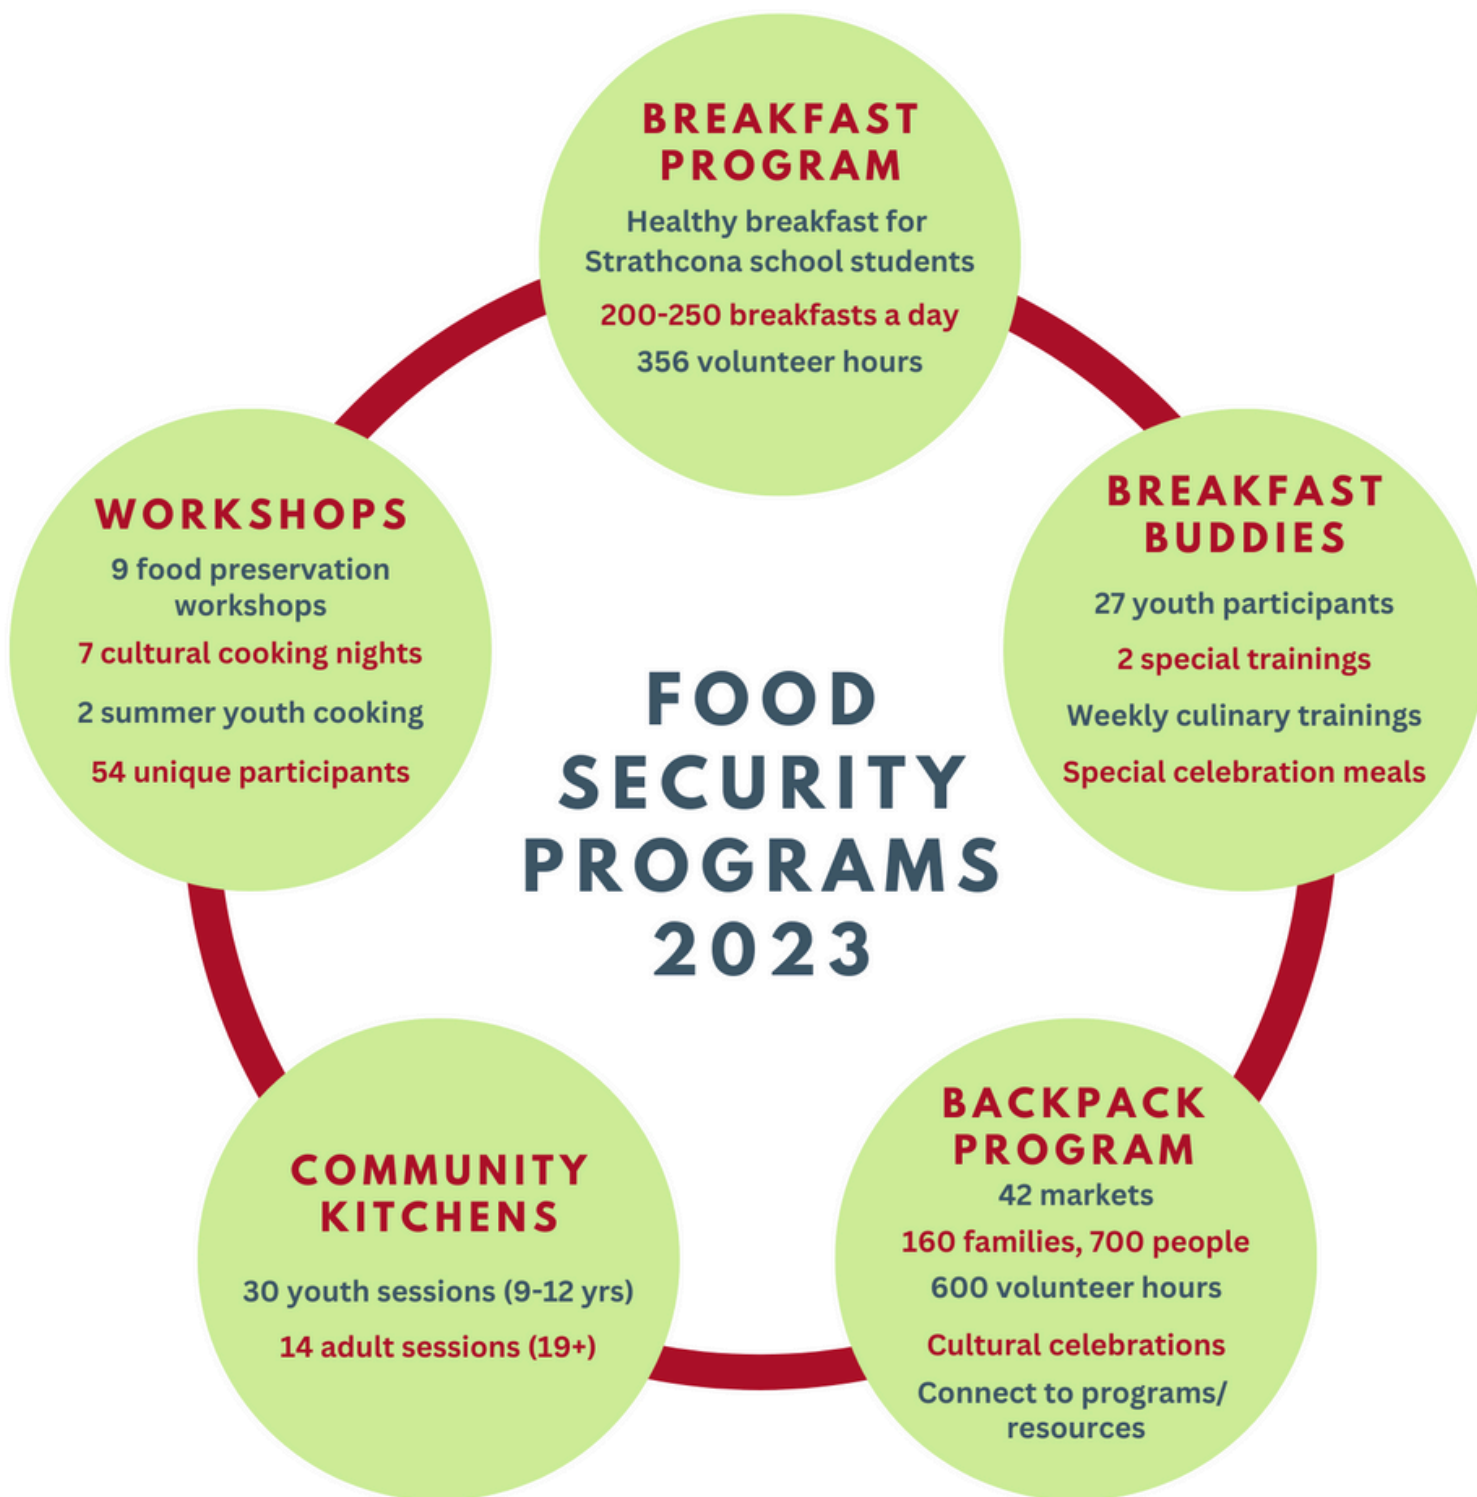 BREAKFAST
PROGRAM
Healthy breakfast for
Strathcona school students
200-250 breakfasts a day
356 volunteer hours
BREAKFAST
BUDDIES
27 youth participants
2 special trainings
Weekly culinary trainings
Special celebration meals
WORKSHOPS
9 food preservation
workshops
7 cultural cooking nights
2 summer youth cooking
54 unique participants
FOOD
SECURITY
PROGRAMS
2023
BACKPACK
PROGRAM
42 markets
160 families, 700 people
600 volunteer hours
Cultural celebrations
Connect to programs/
resources
COMMUNITY
KITCHENS
30 youth sessions (9-12 yrs)
14 adult sessions (19+)